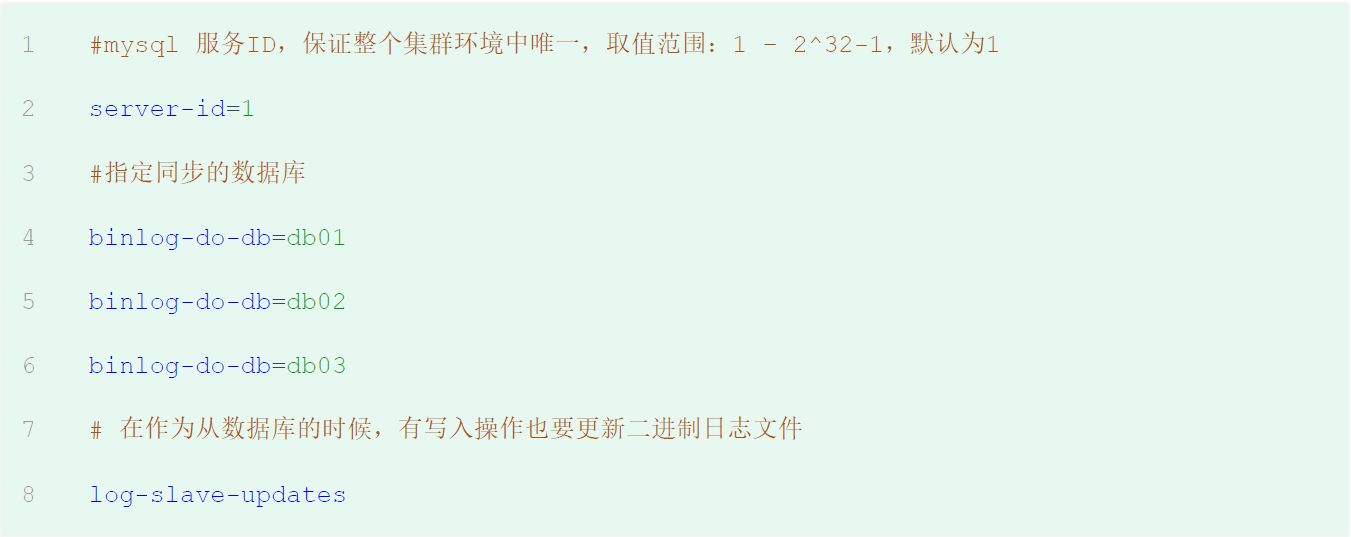 1 #mysql 服务ID，保证整个集群环境中唯一，取值范围：1 – 2^32-1，默认为1
2 server-id=1
3 #指定同步的数据库
4 binlog-do-db=db01
5 binlog-do-db=db02
6 binlog-do-db=db03
7 # 在作为从数据库的时候，有写入操作也要更新二进制日志文件
8 log-slave-updates